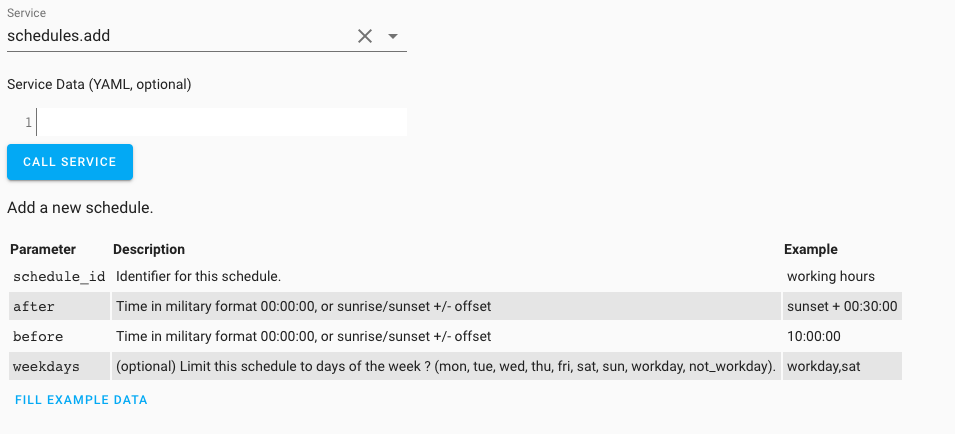 Service
schedules.add
Service Data (YAML, optional)
1
CALL SERVICE
Add a new schedule.
Parameter Description Example
schedule_id Identifier for this schedule. working hours
after Time in military format 00:00:00, or sunrise/sunset +/- offset sunset + 00:30:00
before Time in military format 00:00:00, or sunrise/sunset +/- offset 10:00:00
weekdays (optional) Limit this schedule to days of the week ? (mon, tue, wed, thu, fri, sat, sun, workday, not_workday). workday,sat
FILL EXAMPLE DATA